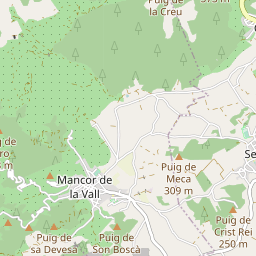 Puig de
la Creu
Mancor de
la Vall
Puig de
Meca
309 m
Puig de
sa Devesa
Puig de
Son Boscà
Puig de
Crist Rei
250 m